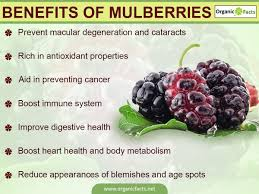 BENEFITS OF MULBERRIES
Organic Facts
Prevent macular degeneration and cataracts
Rich in antioxidant properties
Aid in preventing cancer
Boost immune system
Improve digestive health
Boost heart health and body metabolism
Reduce appearances of blemishes and age spots
www.organicfacts.net